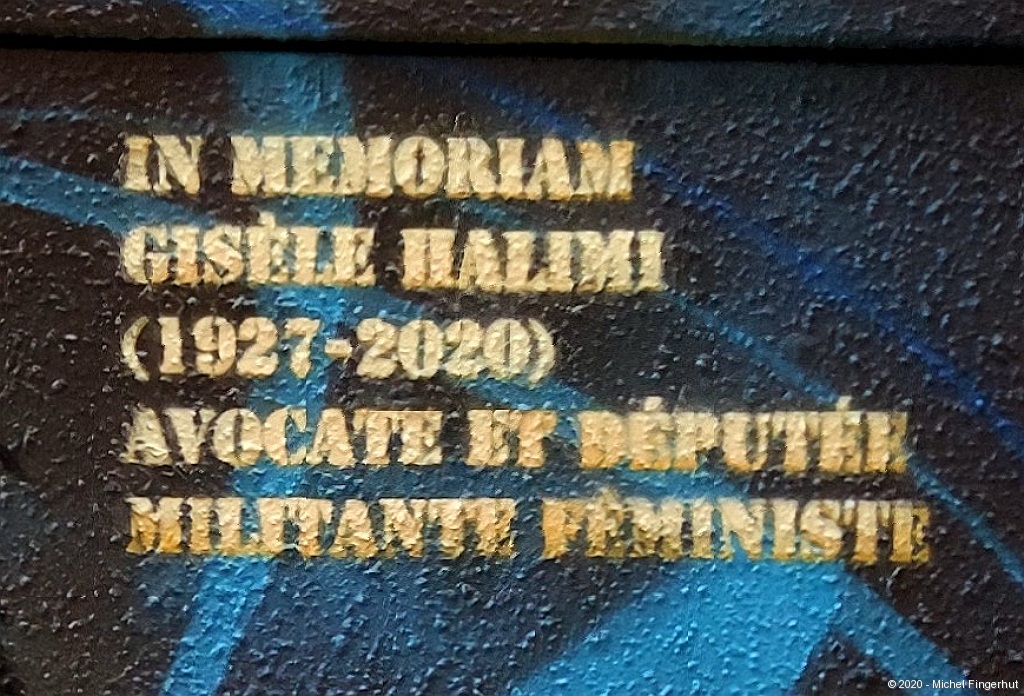 IN MEMORIAM
GISÈLE HALIMI
(1927-2020)
AVOCATE ET DÉPUTÉE
MILITANTE FÉMINISTE
© 2020 - Michel Fingerhut